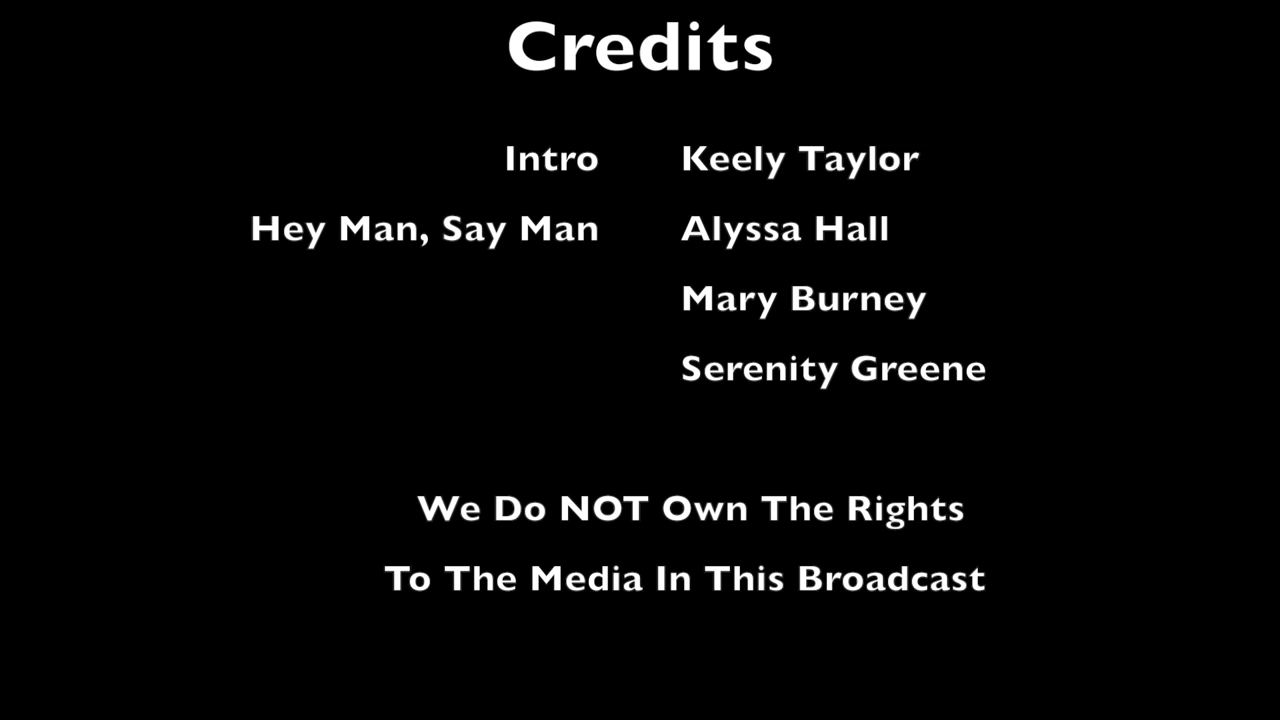 Credits
Intro Keely Taylor
Hey Man, Say Man Alyssa Hall
Mary Burney
Serenity Greene
We Do NOT Own The Rights
To The Media In This Broadcast